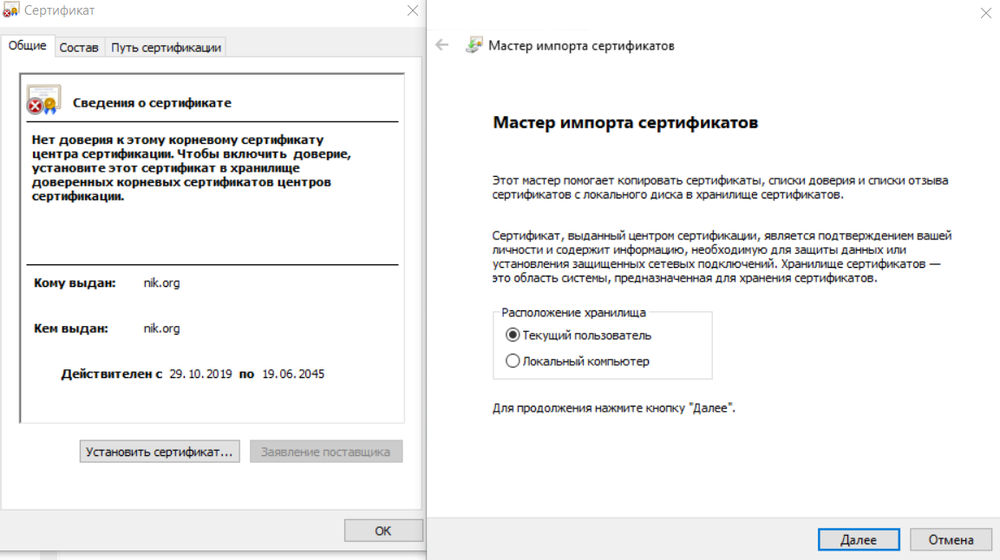 Сертификат
Общие
Состав
Путь сертификации
Сведения о сертификате
Нет доверия к этому корневому сертификату
центра сертификации. Чтобы включить доверие,
установите этот сертификат в хранилище
доверенных корневых сертификатов центров
сертификации.
Кому выдан: nik.org
Кем выдан: nik.org
Действителен с 29.10.2019 по 19.06.2045
Установить сертификат...
Заявление поставщика
ОК
Мастер импорта сертификатов
Мастер импорта сертификатов
Этот мастер помогает копировать сертификаты, списки доверия и списки отзыва
сертификатов с локального диска в хранилище сертификатов.
Сертификат, выданный центром сертификации, является подтверждением вашей
личности и содержит информацию, необходимую для защиты данных или
установления защищенных сетевых подключений. Хранилище сертификатов —
это область системы, предназначенная для хранения сертификатов.
Расположение хранилища
Текущий пользователь
Локальный компьютер
Для продолжения нажмите кнопку "Далее".
Далее
Отмена